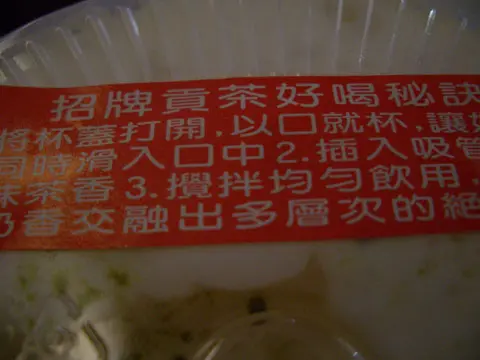 招牌貢茶好喝秘訣
將杯蓋打開,以口就杯,讓
同時滑入口中2.插入吸管
抹茶香3.攪拌均勻飲用,
奶香交融出多層次的絕